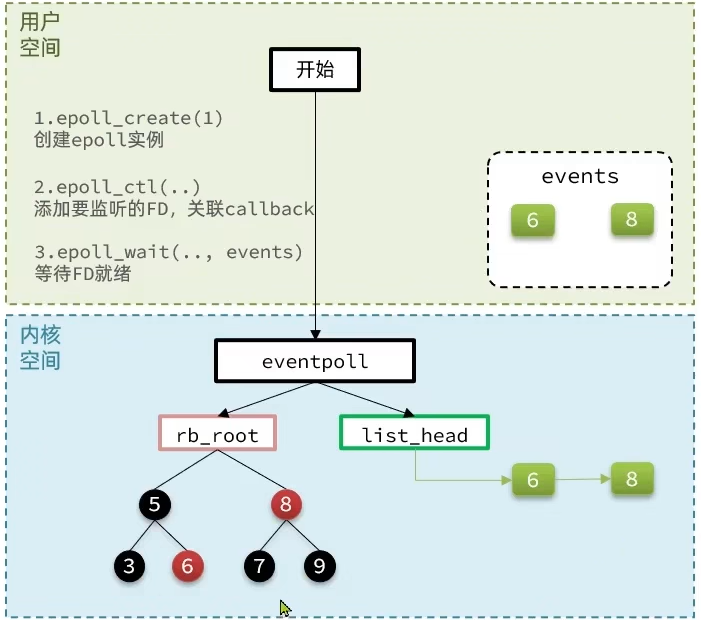 用户
空间
开始
1.epoll_create(1)
创建epoll实例
2.epoll_ctl(..)
添加要监听的FD，关联callback
3.epoll_wait(.., events)
等待FD就绪
events
6 8
内核
空间
eventpoll
rb_root list_head
6 8
5 8
3 6 7 9